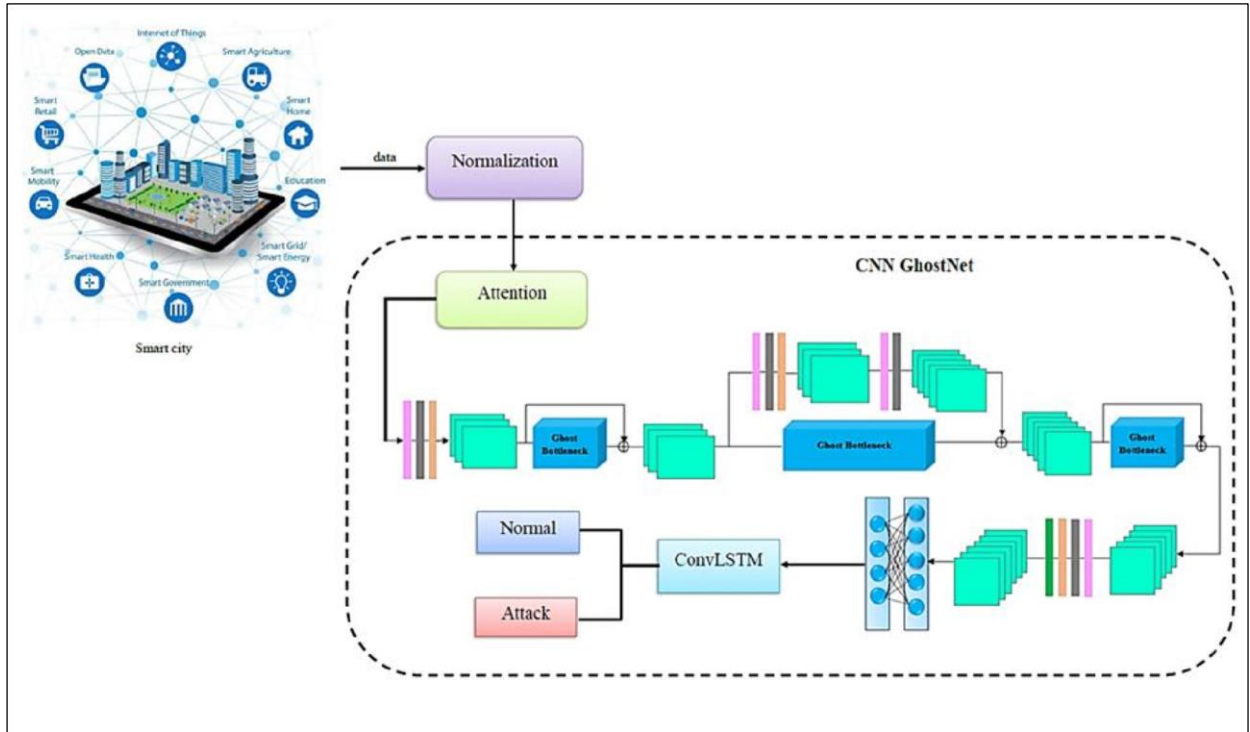 Internet of Things
Open Data
Smart Agriculture
Smart
Retail
Smart
Home
Smart
Mobility
Education
Smart Health
Smart Grid/
Smart Energy
Smart Government
Smart city
data
Normalization
CNN GhostNet
Attention
Ghost
Bottleneck
Ghost Bottleneck
Ghost
Bottleneck
Normal
ConvLSTM
Attack